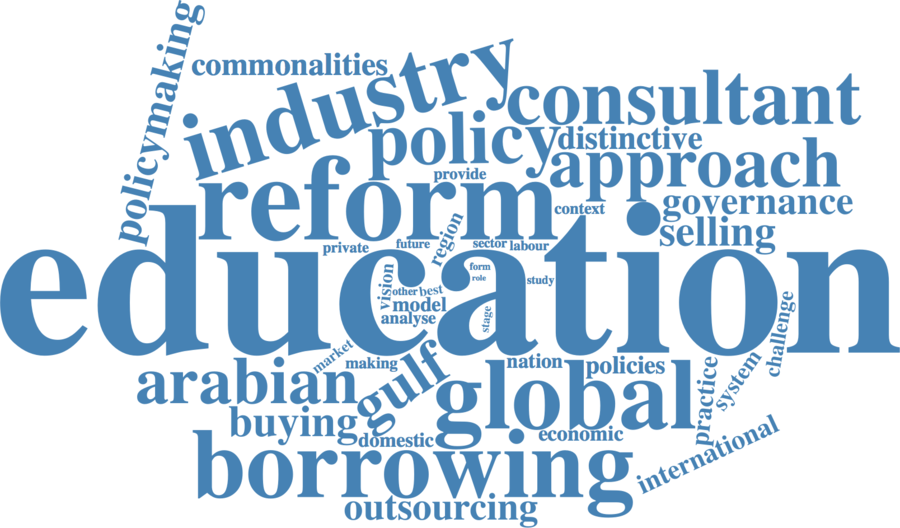 policymaking
commonalities
industry
consultant
policy
distinctive
approach
provide
reform
context
governance
selling
region
private
future
sector
labour
education
form
role
study
vision
other
best
model
analyse
stage
challenge
market
making
gulf
nation
policies
arabian
global
practice
system
buying
domestic
economic
international
borrowing
outsourcing